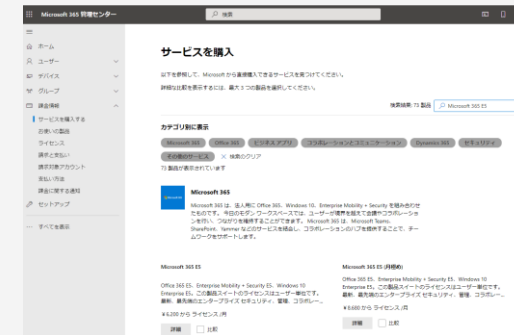 Microsoft 365 管理センター
検索
ホーム
ユーザー
デバイス
グループ
課金情報
サービスを購入する
お使いの製品
ライセンス
請求と支払い
請求対象アカウント
支払い方法
課金に関する通知
セットアップ
すべてを表示
サービスを購入
以下を参照して、Microsoft から直接購入できるサービスを見つけてください。
詳細な比較を表示するには、最大 3 つの製品を選択してください。
検索結果: 73 製品
Microsoft 365 E5
カテゴリ別に表示
Microsoft 365
Office 365
ビジネス アプリ
コラボレーションとコミュニケーション
Dynamics 365
セキュリティ
その他のサービス
検索のクリア
73 製品が表示されています
Microsoft 365
Microsoft 365 は、法人用に Office 365、Windows 10、Enterprise Mobility + Security を組み合わせ
たものです。今日のモダン ワークスペースでは、ユーザーが境界を超えて会議やコラボレーショ
ンを行い、つながりを維持することができます。Microsoft 365 は、Microsoft Teams、
SharePoint、Yammer などのサービスを統合し、コラボレーションのハブを提供することで、チー
ムワークをサポートします。
Microsoft 365 E5
Office 365 E5、Enterprise Mobility + Security E5、Windows 10
Enterprise E5。この製品スイートのライセンスはユーザー単位です。
最新、最先端のエンタープライズ セキュリティ、管理、コラボレー...
¥6,200 から ライセンス/月
詳細
比較
Microsoft 365 E5 (月極め)
Office 365 E5、Enterprise Mobility + Security E5、Windows 10
Enterprise E5。この製品スイートのライセンスはユーザー単位です。
最新、最先端のエンタープライズ セキュリティ、管理、コラボレー...
詳細
比較